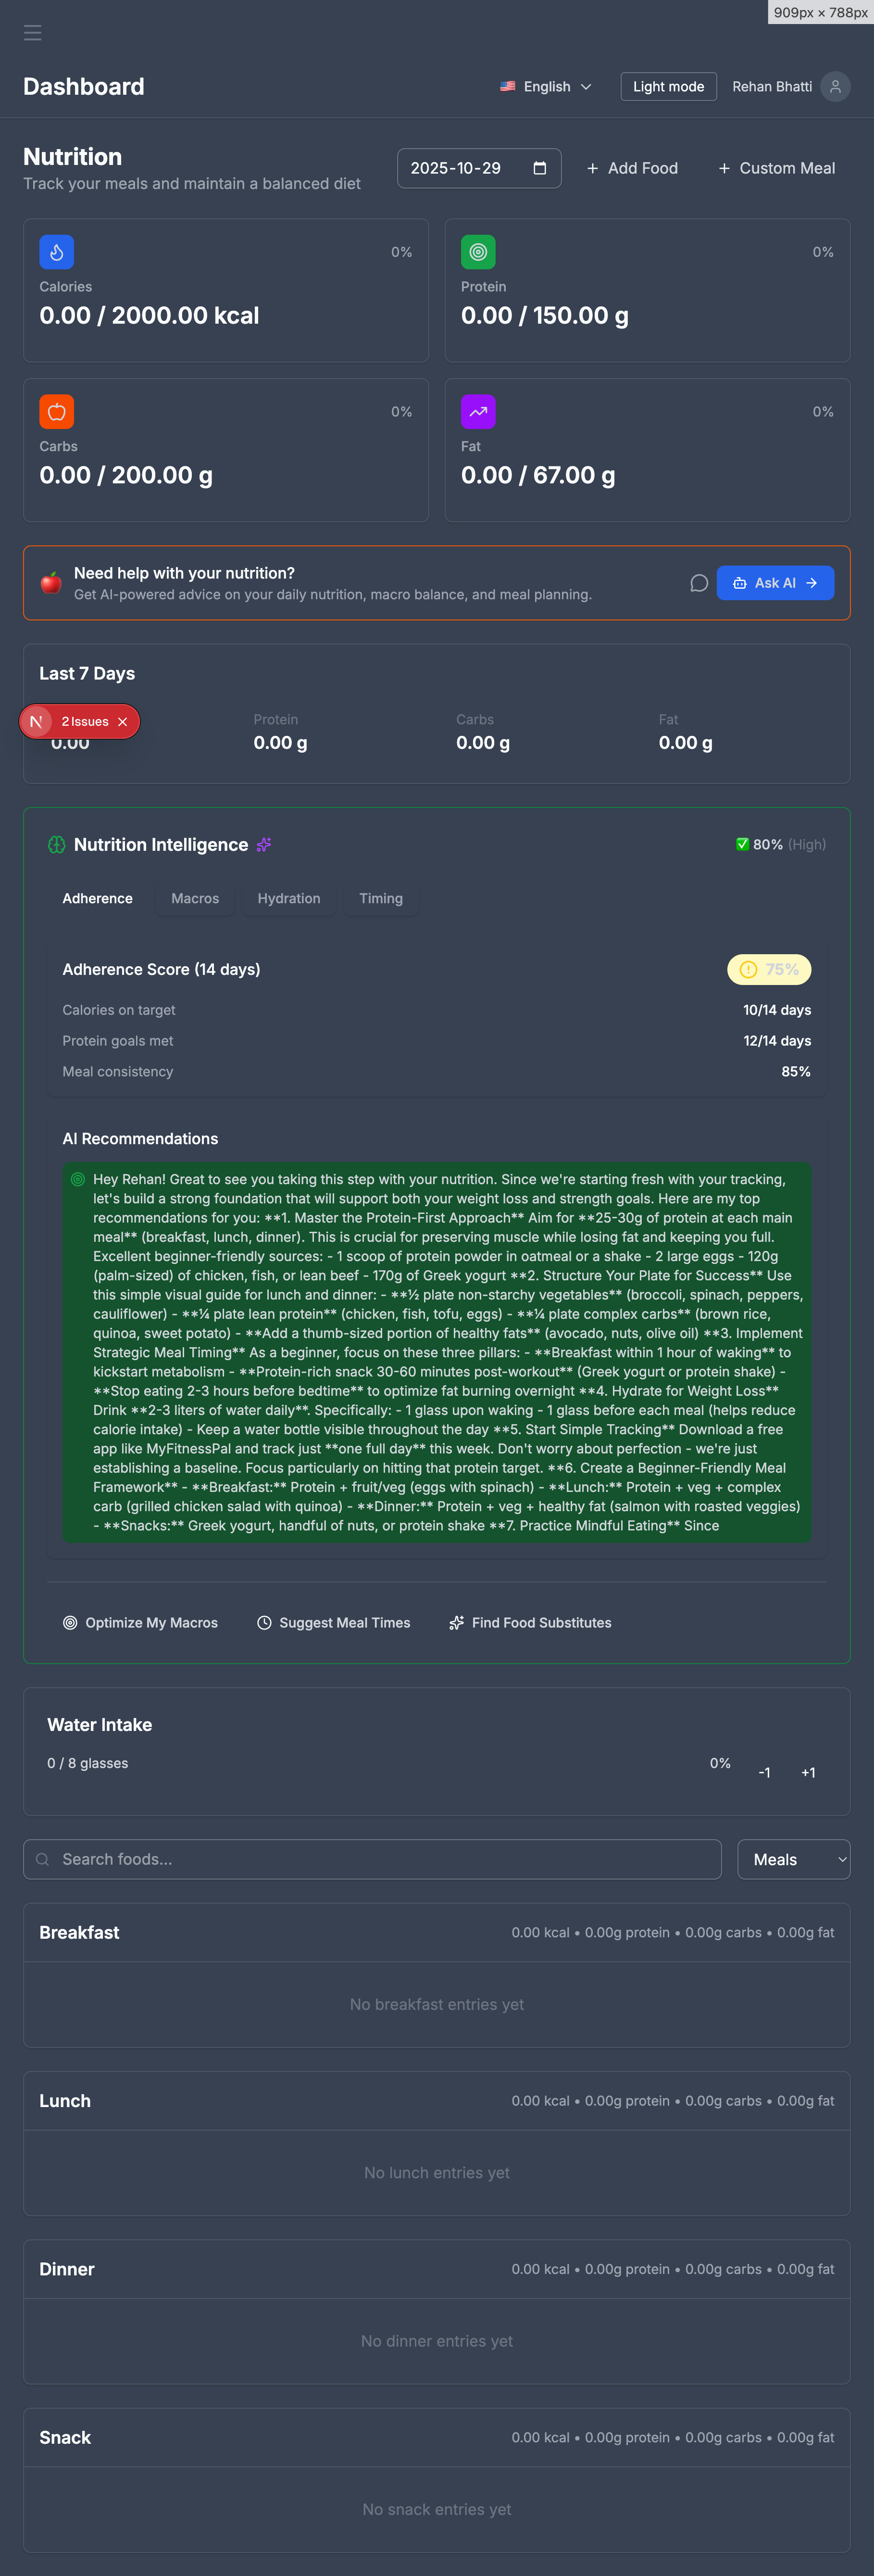 909px × 788px
Dashboard
English
Light mode
Rehan Bhatti
Nutrition
Track your meals and maintain a balanced diet
2025-10-29
+ Add Food
+ Custom Meal
0%
Calories
0.00 / 2000.00 kcal
0%
Protein
0.00 / 150.00 g
0%
Carbs
0.00 / 200.00 g
0%
Fat
0.00 / 67.00 g
Need help with your nutrition?
Get AI-powered advice on your daily nutrition, macro balance, and meal planning.
Ask AI
Last 7 Days
N 2 Issues
0.00
Protein
0.00 g
Carbs
0.00 g
Fat
0.00 g
Nutrition Intelligence
80% (High)
Adherence
Macros
Hydration
Timing
Adherence Score (14 days)
75%
Calories on target
10/14 days
Protein goals met
12/14 days
Meal consistency
85%
AI Recommendations
Hey Rehan! Great to see you taking this step with your nutrition. Since we're starting fresh with your tracking,
let's build a strong foundation that will support both your weight loss and strength goals. Here are my top
recommendations for you: **1. Master the Protein-First Approach** Aim for **25-30g of protein at each main
meal** (breakfast, lunch, dinner). This is crucial for preserving muscle while losing fat and keeping you full.
Excellent beginner-friendly sources: - 1 scoop of protein powder in oatmeal or a shake - 2 large eggs - 120g
(palm-sized) of chicken, fish, or lean beef - 170g of Greek yogurt **2. Structure Your Plate for Success** Use
this simple visual guide for lunch and dinner: - **½ plate non-starchy vegetables** (broccoli, spinach, peppers,
cauliflower) - **¼ plate lean protein** (chicken, fish, tofu, eggs) - **¼ plate complex carbs** (brown rice,
quinoa, sweet potato) - **Add a thumb-sized portion of healthy fats** (avocado, nuts, olive oil) **3. Implement
Strategic Meal Timing** As a beginner, focus on these three pillars: - **Breakfast within 1 hour of waking** to
kickstart metabolism - **Protein-rich snack 30-60 minutes post-workout** (Greek yogurt or protein shake) -
**Stop eating 2-3 hours before bedtime** to optimize fat burning overnight **4. Hydrate for Weight Loss**
Drink **2-3 liters of water daily**. Specifically: - 1 glass upon waking - 1 glass before each meal (helps reduce
calorie intake) - Keep a water bottle visible throughout the day **5. Start Simple Tracking** Download a free
app like MyFitnessPal and track just **one full day** this week. Don't worry about perfection - we're just
establishing a baseline. Focus particularly on hitting that protein target. **6. Create a Beginner-Friendly Meal
Framework** - **Breakfast:** Protein + fruit/veg (eggs with spinach) - **Lunch:** Protein + veg + complex
carb (grilled chicken salad with quinoa) - **Dinner:** Protein + veg + healthy fat (salmon with roasted veggies)
- **Snacks:** Greek yogurt, handful of nuts, or protein shake **7. Practice Mindful Eating** Since
Optimize My Macros
Suggest Meal Times
Find Food Substitutes
Water Intake
0 / 8 glasses
0%
-1
+1
Search foods...
Meals
Breakfast
0.00 kcal • 0.00g protein • 0.00g carbs • 0.00g fat
No breakfast entries yet
Lunch
0.00 kcal • 0.00g protein • 0.00g carbs • 0.00g fat
No lunch entries yet
Dinner
0.00 kcal • 0.00g protein • 0.00g carbs • 0.00g fat
No dinner entries yet
Snack
0.00 kcal • 0.00g protein • 0.00g carbs • 0.00g fat
No snack entries yet